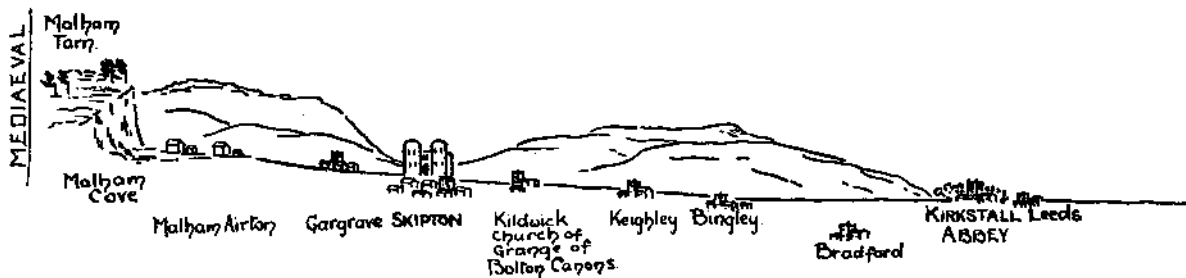 MEDIAEVAL
Malham
Tarn.
Malham
Cove
Malham Airton
Gargrave
SKIPTON
Kildwick
Church of
Grange of
Bolton Canons.
Keighley
Bingley.
Bradford
KIRKSTALL
ABBEY
Leeds